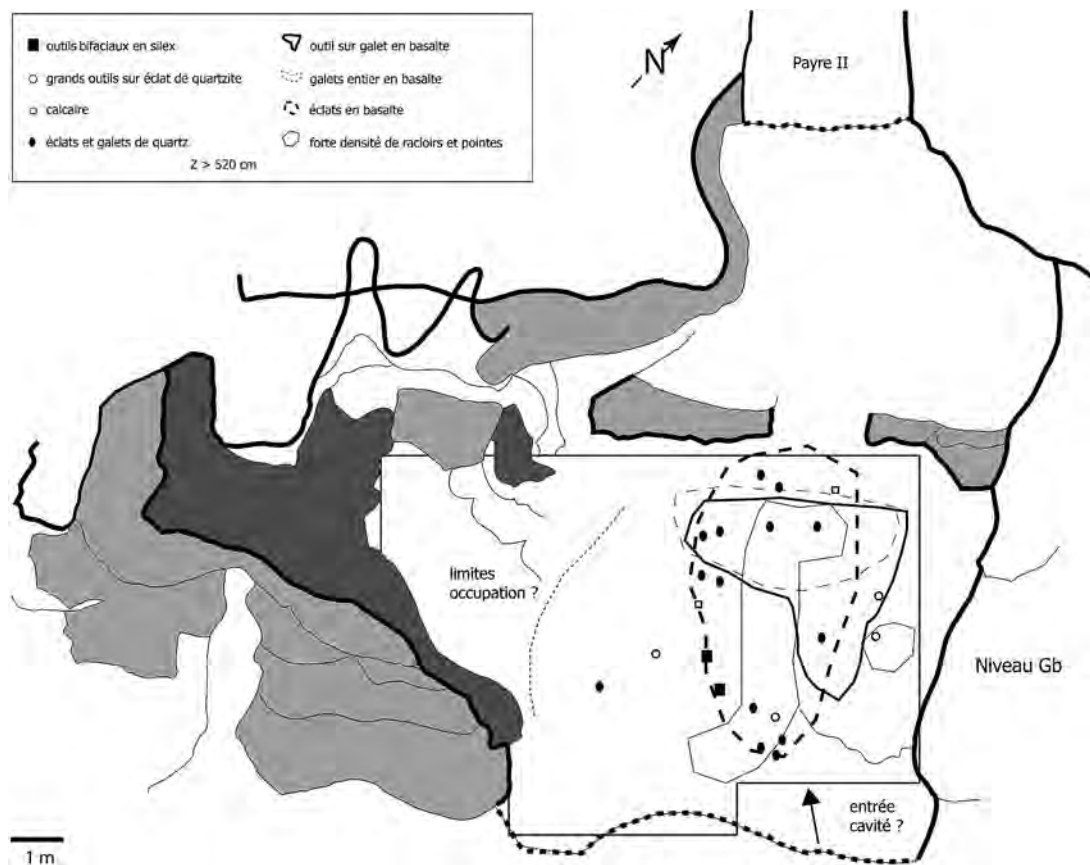 outils bifaciaux en silex
grands outils sur éclat de quartzite
calcaire
éclats et galets de quartz
Z > 520 cm
outil sur galet en basalte
galets entier en basalte
éclats en basalte
forte densité de racloirs et pointes
N
Payre II
limites
occupation ?
Niveau Gb
entrée
cavité ?
1 m